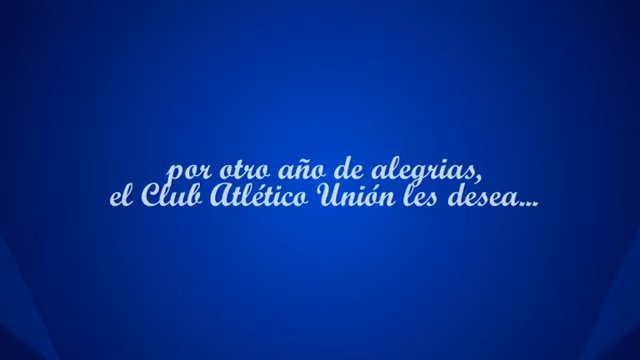 por otro año de alegrias,
el Club Atlético Unión les desea...